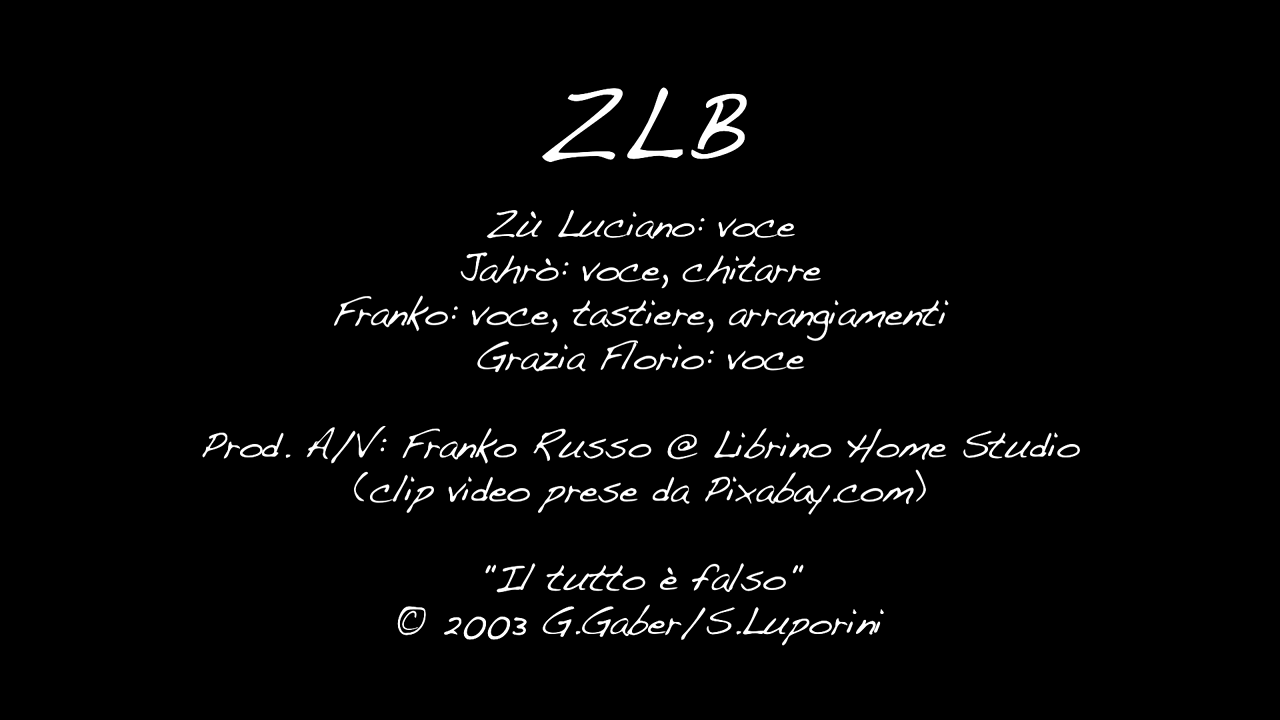 ZLB
Zù Luciano: voce
Jahrò: voce, chitarre
Franko: voce, tastiere, arrangiamenti
Grazia Florio: voce
Prod. A/V: Franko Russo @ Librino Home Studio
(clip video prese da Pixabay.com)
"Il tutto è falso"
© 2003 G.Gaber/S.Luporini